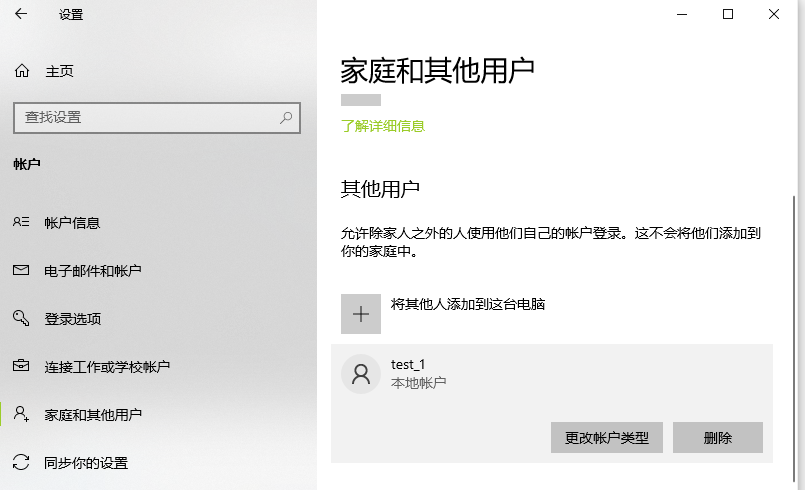 设置
主页
查找设置
帐户
帐户信息
电子邮件和帐户
登录选项
连接工作或学校帐户
家庭和其他用户
同步你的设置
家庭和其他用户
了解详细信息
其他用户
允许除家人之外的人使用他们自己的帐户登录。这不会将他们添加到
你的家庭中。
将其他人添加到这台电脑
test_1
本地帐户
更改帐户类型
删除